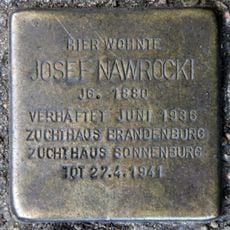 HIER WOHNTE
JOSEF NAWROCKI
JG. 1880
VERHAFTET JUNI 1936
ZUCHTHAUS BRANDENBURG
ZUCHTHAUS SONNENBURG
TOT 27.4.1941